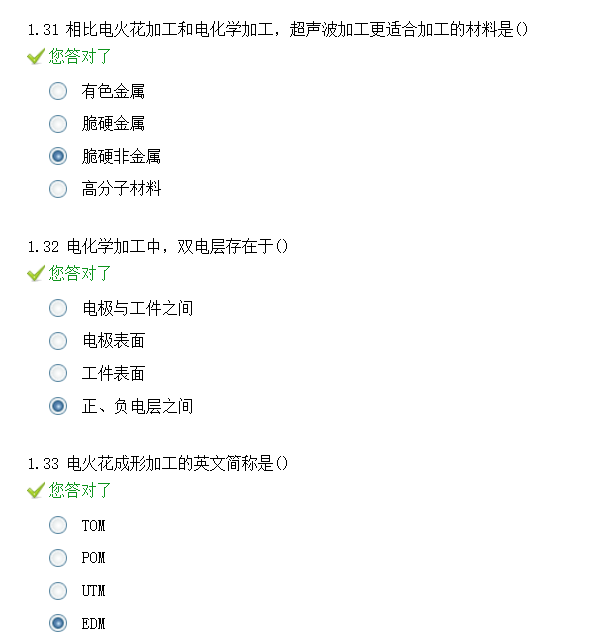 1.31 相比电火花加工和电化学加工，超声波加工更适合加工的材料是()
您答对了
有色金属
脆硬金属
脆硬非金属
高分子材料
1.32 电化学加工中，双电层存在于()
您答对了
电极与工件之间
电极表面
工件表面
正、负电层之间
1.33 电火花成形加工的英文简称是()
您答对了
TOM
POM
UTM
EDM